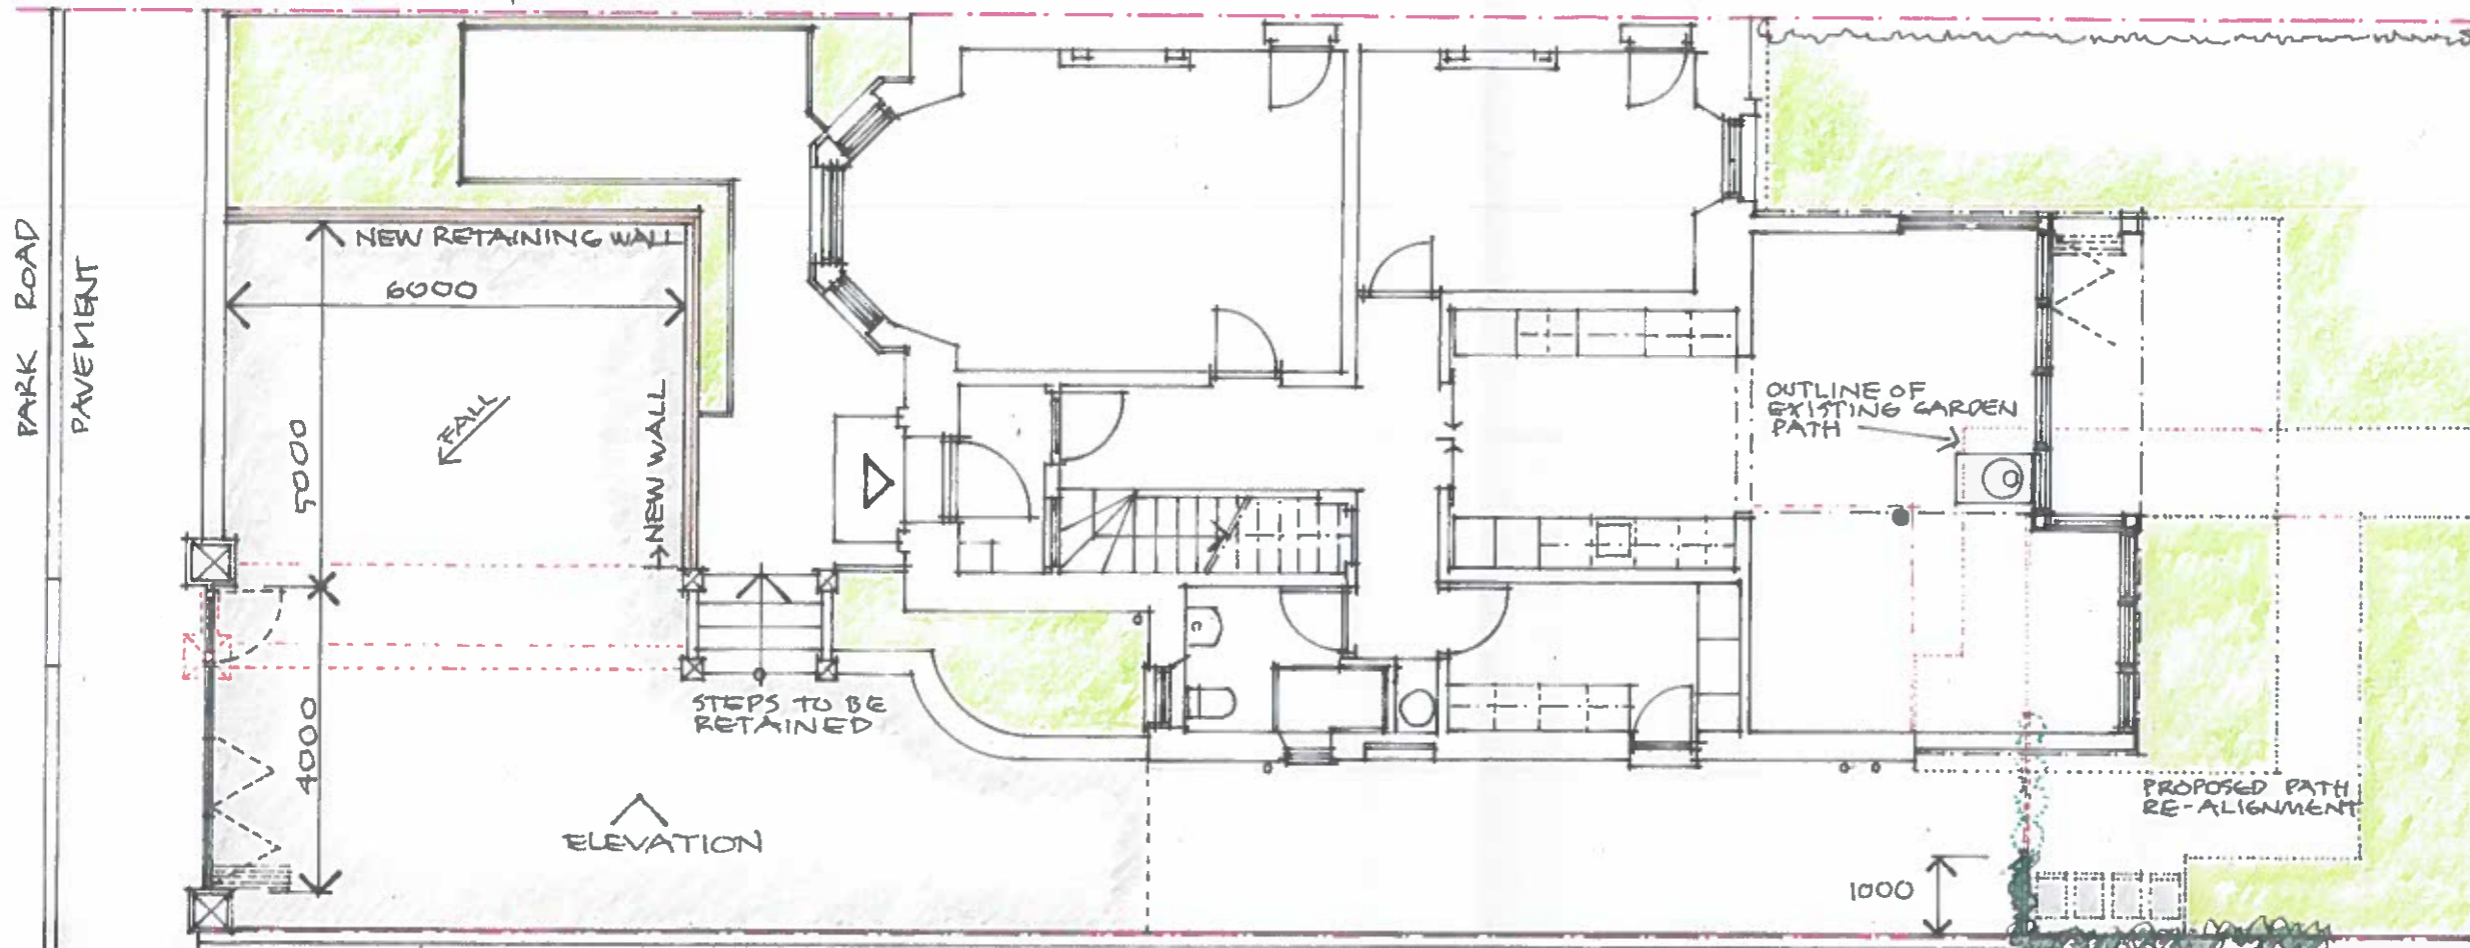 PARK ROAD
PAVEMENT
NEW RETAINING WALL
6000
5000
FALL
NEW WALL
4000
STEPS TO BE
RETAINED
ELEVATION
OUTLINE OF
EXISTING GARDEN
PATH
PROPOSED PATH
RE-ALIGNMENT
1000